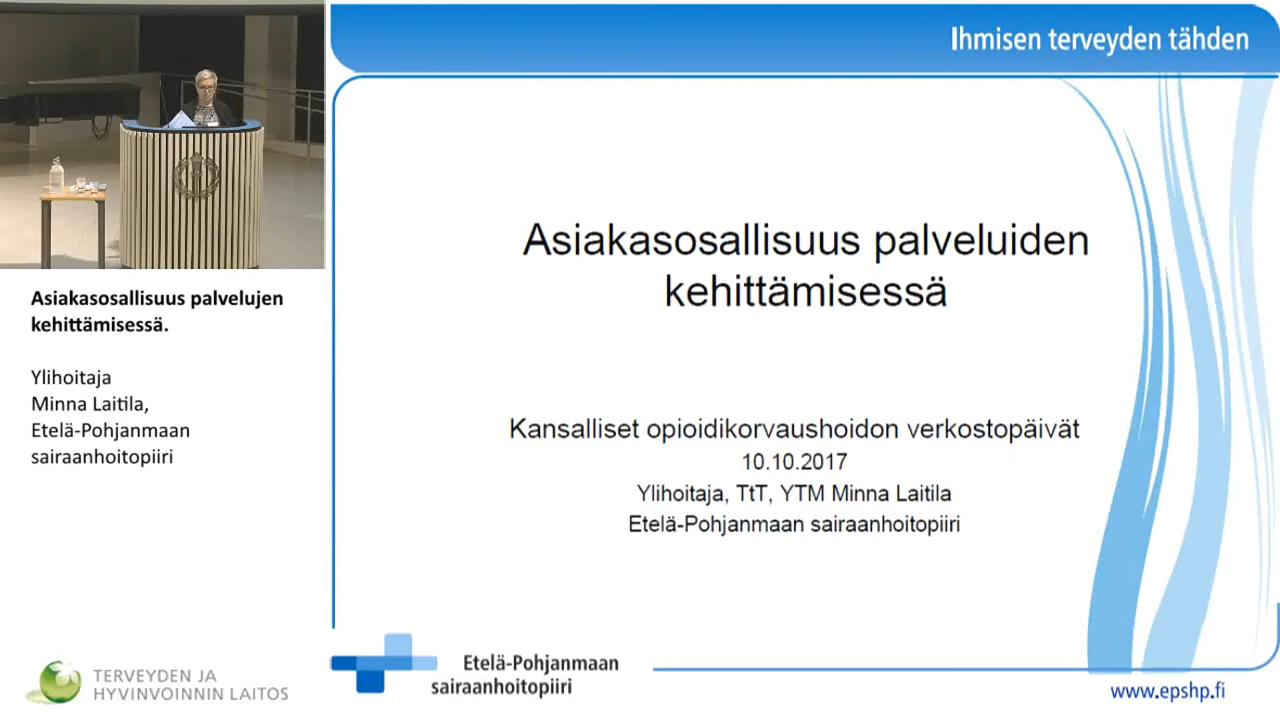 Ihmisen terveyden tähden
Asiakasosallisuus palveluiden
kehittämisessä
Kansalliset opioidikorvaushoidon verkostopäivät
10.10.2017
Ylihoitaja, TtT, YTM Minna Laitila
Etelä-Pohjanmaan sairaanhoitopiiri
Asiakasosallisuus palvelujen
kehittämisessä.
Ylihoitaja
Minna Laitila,
Etelä-Pohjanmaan
sairaanhoitopiiri
TERVEYDEN JA
HYVINVOINNIN LAITOS
Etelä-Pohjanmaan
sairaanhoitopiiri
www.epshp.fi